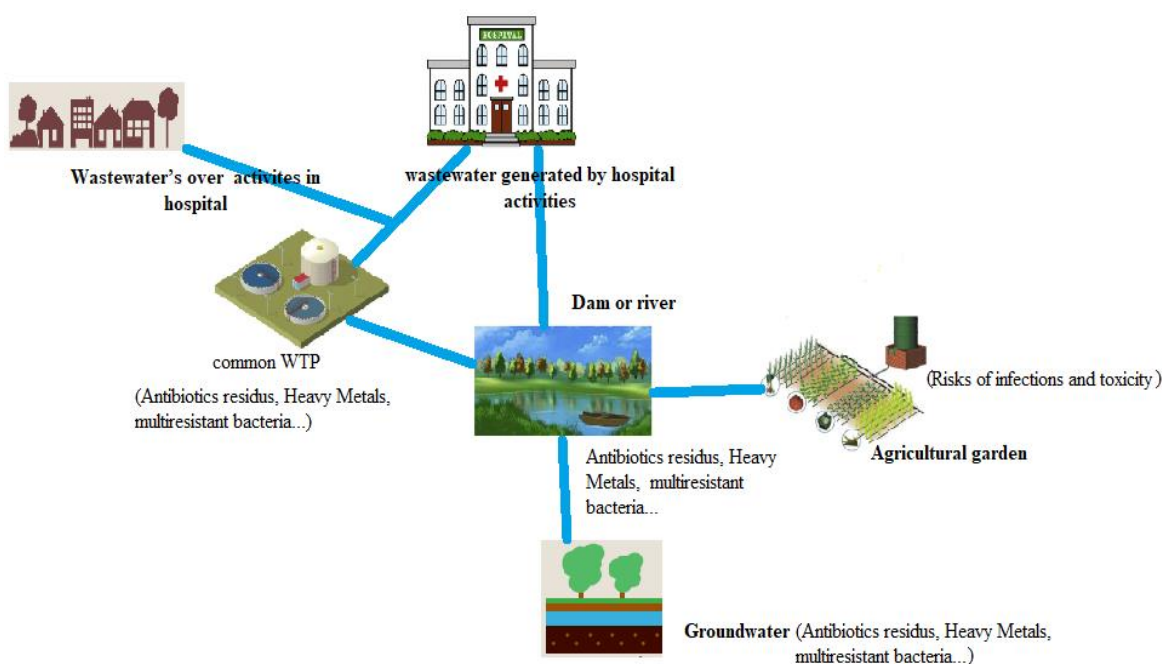 HOSPITAL
Wastewater's over activites in
hospital
wastewater generated by hospital
activities
Dam or river
common WTP
(Antibiotics residus, Heavy Metals,
multiresistant bacteria...)
(Risks of infections and toxicity )
Agricultural garden
Antibiotics residus, Heavy
Metals, multiresistant
bacteria...
Groundwater (Antibiotics residus, Heavy Metals,
multiresistant bacteria...)